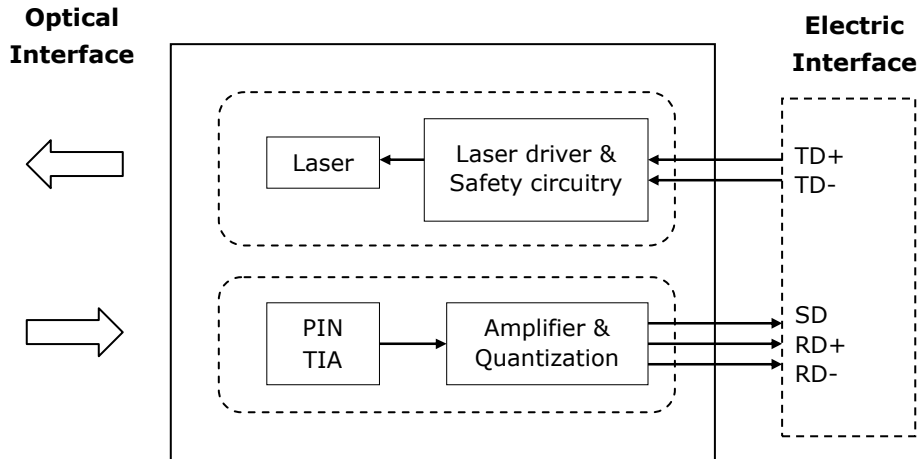 Optical
Interface
Electric
Interface
Laser
Laser driver &
Safety circuitry
TD+
TD-
PIN
TIA
Amplifier &
Quantization
SD
RD+
RD-